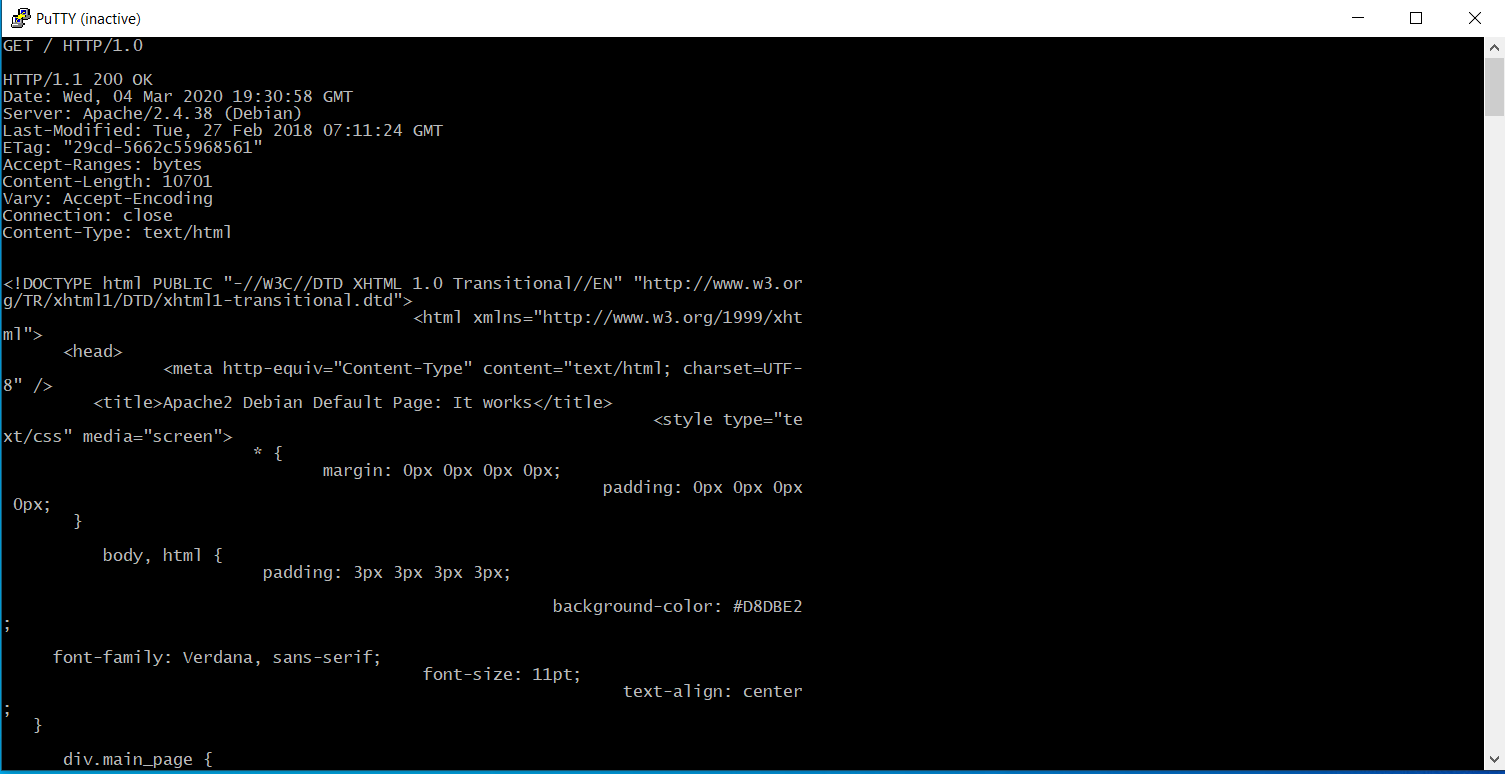 PuTTY (inactive)
GET / HTTP/1.0
HTTP/1.1 200 OK
Date: Wed, 04 Mar 2020 19:30:58 GMT
Server: Apache/2.4.38 (Debian)
Last-Modified: Tue, 27 Feb 2018 07:11:24 GMT
ETag: "29cd-5662c55968561"
Accept-Ranges: bytes
Content-Length: 10701
Vary: Accept-Encoding
Connection: close
Content-Type: text/html
<!DOCTYPE html PUBLIC "-//W3C//DTD XHTML 1.0 Transitional//EN" "http://www.w3.or
g/TR/xhtml1/DTD/xhtml1-transitional.dtd">
<html xmlns="http://www.w3.org/1999/xht
ml">
<head>
<meta http-equiv="Content-Type" content="text/html; charset=UTF-
8" />
<title>Apache2 Debian Default Page: It works</title>
<style type="te
xt/css" media="screen">
* {
margin: 0px 0px 0px 0px;
padding: 0px 0px 0px
0px;
}
body, html {
padding: 3px 3px 3px 3px;
background-color: #D8DBE2
;
font-family: Verdana, sans-serif;
font-size: 11pt;
text-align: center
;
}
div.main_page {